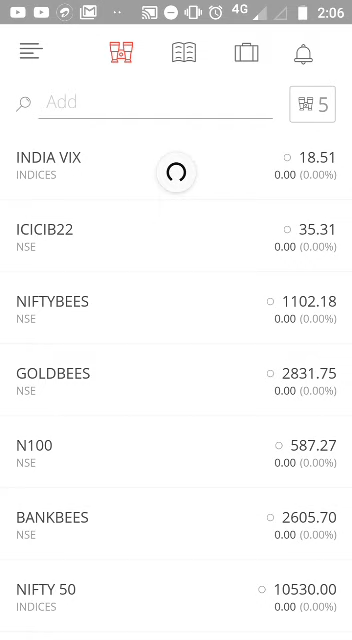 4G 2:06
Add
5
INDIA VIX 18.51
INDICES 0.00 (0.00%)
ICICIB22 35.31
NSE 0.00 (0.00%)
NIFTYBEES 1102.18
NSE 0.00 (0.00%)
GOLDBEES 2831.75
NSE 0.00 (0.00%)
N100 587.27
NSE 0.00 (0.00%)
BANKBEES 2605.70
NSE 0.00 (0.00%)
NIFTY 50 10530.00
INDICES 0.00 (0.00%)